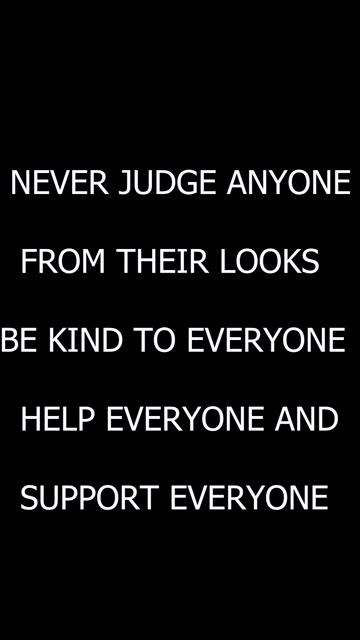 NEVER JUDGE ANYONE
FROM THEIR LOOKS
BE KIND TO EVERYONE
HELP EVERYONE AND
SUPPORT EVERYONE